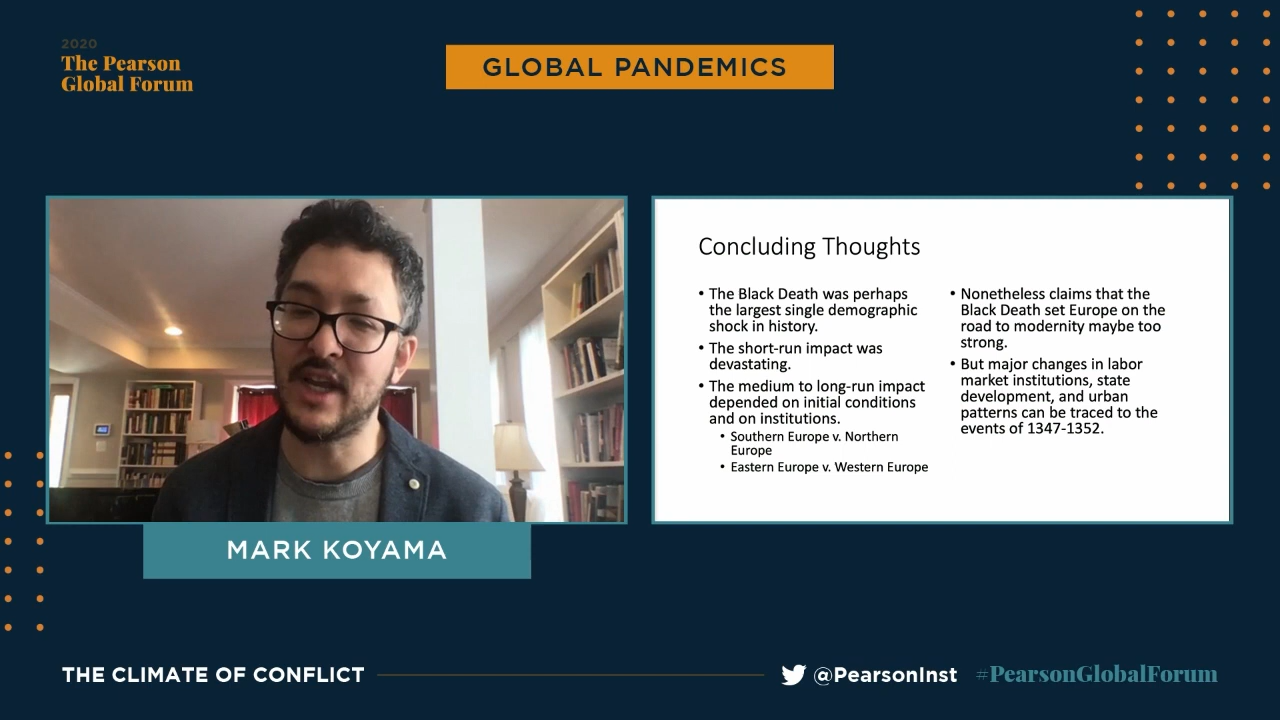 2020
The Pearson
Global Forum
GLOBAL PANDEMICS
Concluding Thoughts
• The Black Death was perhaps
the largest single demographic
shock in history.
• The short-run impact was
devastating.
• The medium to long-run impact
depended on initial conditions
and on institutions.
• Southern Europe v. Northern
Europe
• Eastern Europe v. Western Europe
• Nonetheless claims that the
Black Death set Europe on the
road to modernity maybe too
strong.
• But major changes in labor
market institutions, state
development, and urban
patterns can be traced to the
events of 1347-1352.
MARK KOYAMA
THE CLIMATE OF CONFLICT
@PearsonInst #PearsonGlobalForum